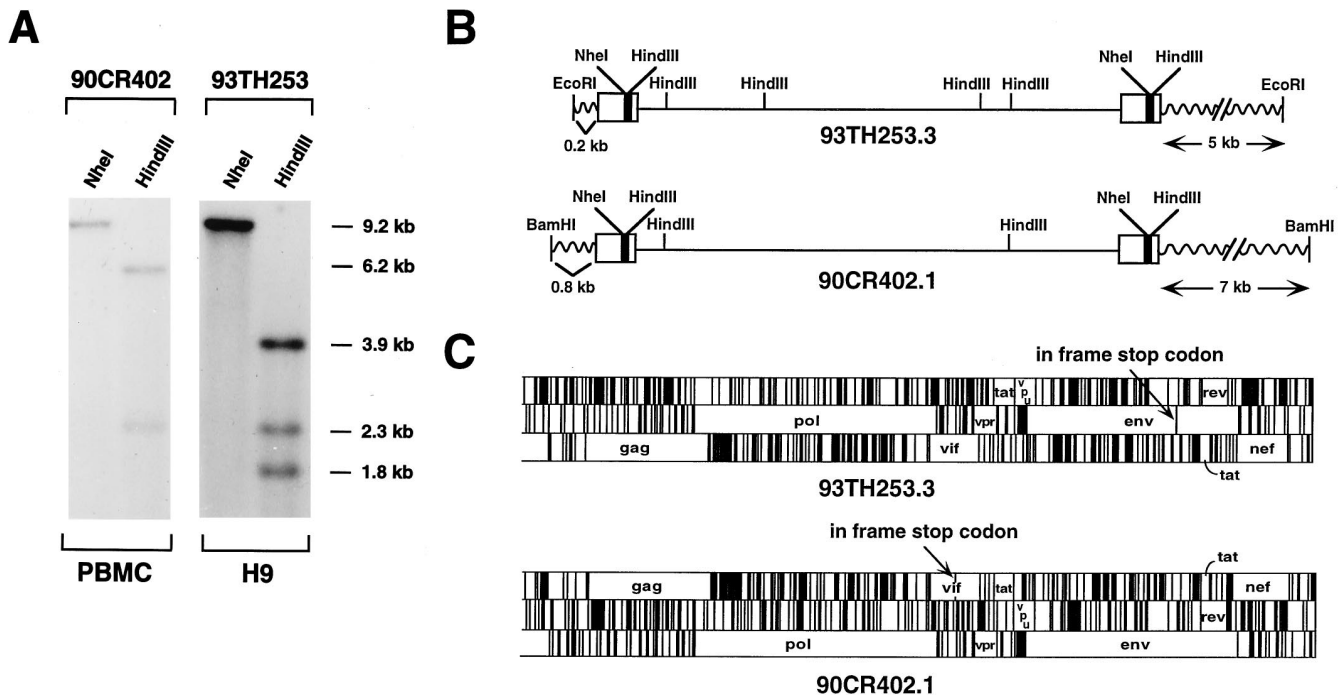 A
90CR402 93TH253
NheI HindIII NheI HindIII
9.2 kb
6.2 kb
3.9 kb
2.3 kb
1.8 kb
PBMC H9
B
NheI HindIII NheI HindIII
EcoRI HindIII HindIII HindIII HindIII EcoRI
0.2 kb 93TH253.3 5 kb
NheI HindIII NheI HindIII
BamHI HindIII HindIII BamHI
0.8 kb 90CR402.1 7 kb
C
in frame stop codon
tat vpu rev
pol vpr env
gag vif nef
tat
93TH253.3
in frame stop codon
tat
gag vif tat nef
vpu rev
pol vpr env
90CR402.1